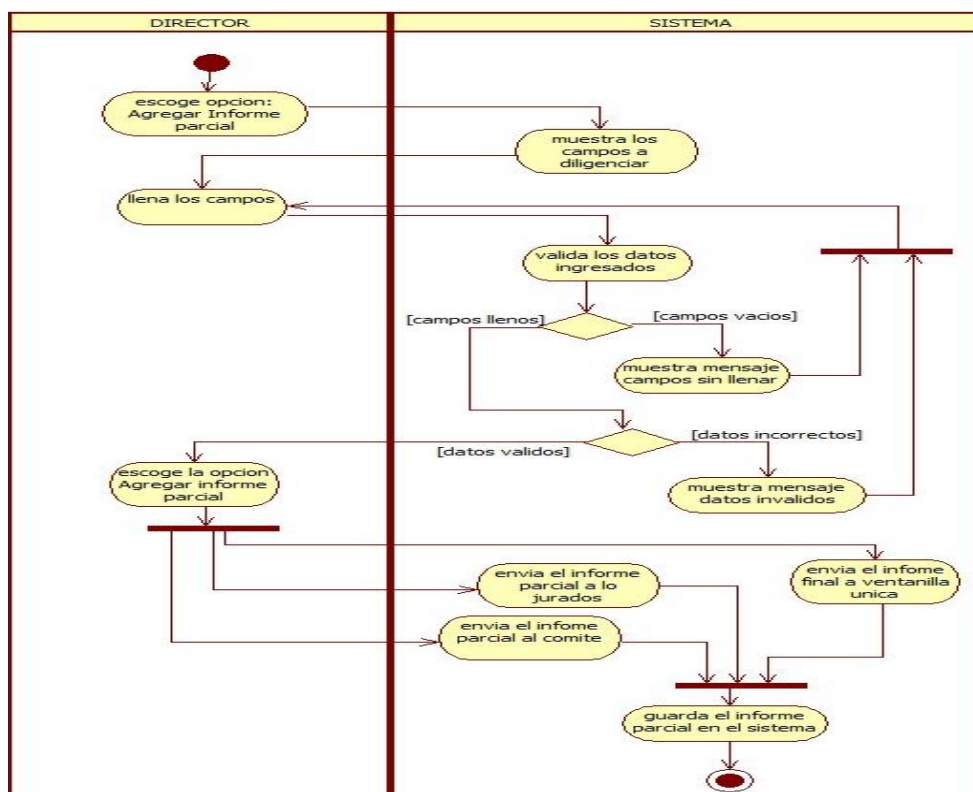 DIRECTOR
SISTEMA
escoge opcion:
Agregar Informe
parcial
muestra los
campos a
diligenciar
llena los campos
valida los datos
ingresados
[campos llenos]
[campos vacios]
muestra mensaje
campos sin llenar
[datos validos]
[datos incorrectos]
escoge la opcion
Agregar informe
parcial
muestra mensaje
datos invalidos
envia el informe
parcial a lo
jurados
envia el infome
final a ventanilla
unica
envia el infome
parcial al comite
guarda el informe
parcial en el sistema